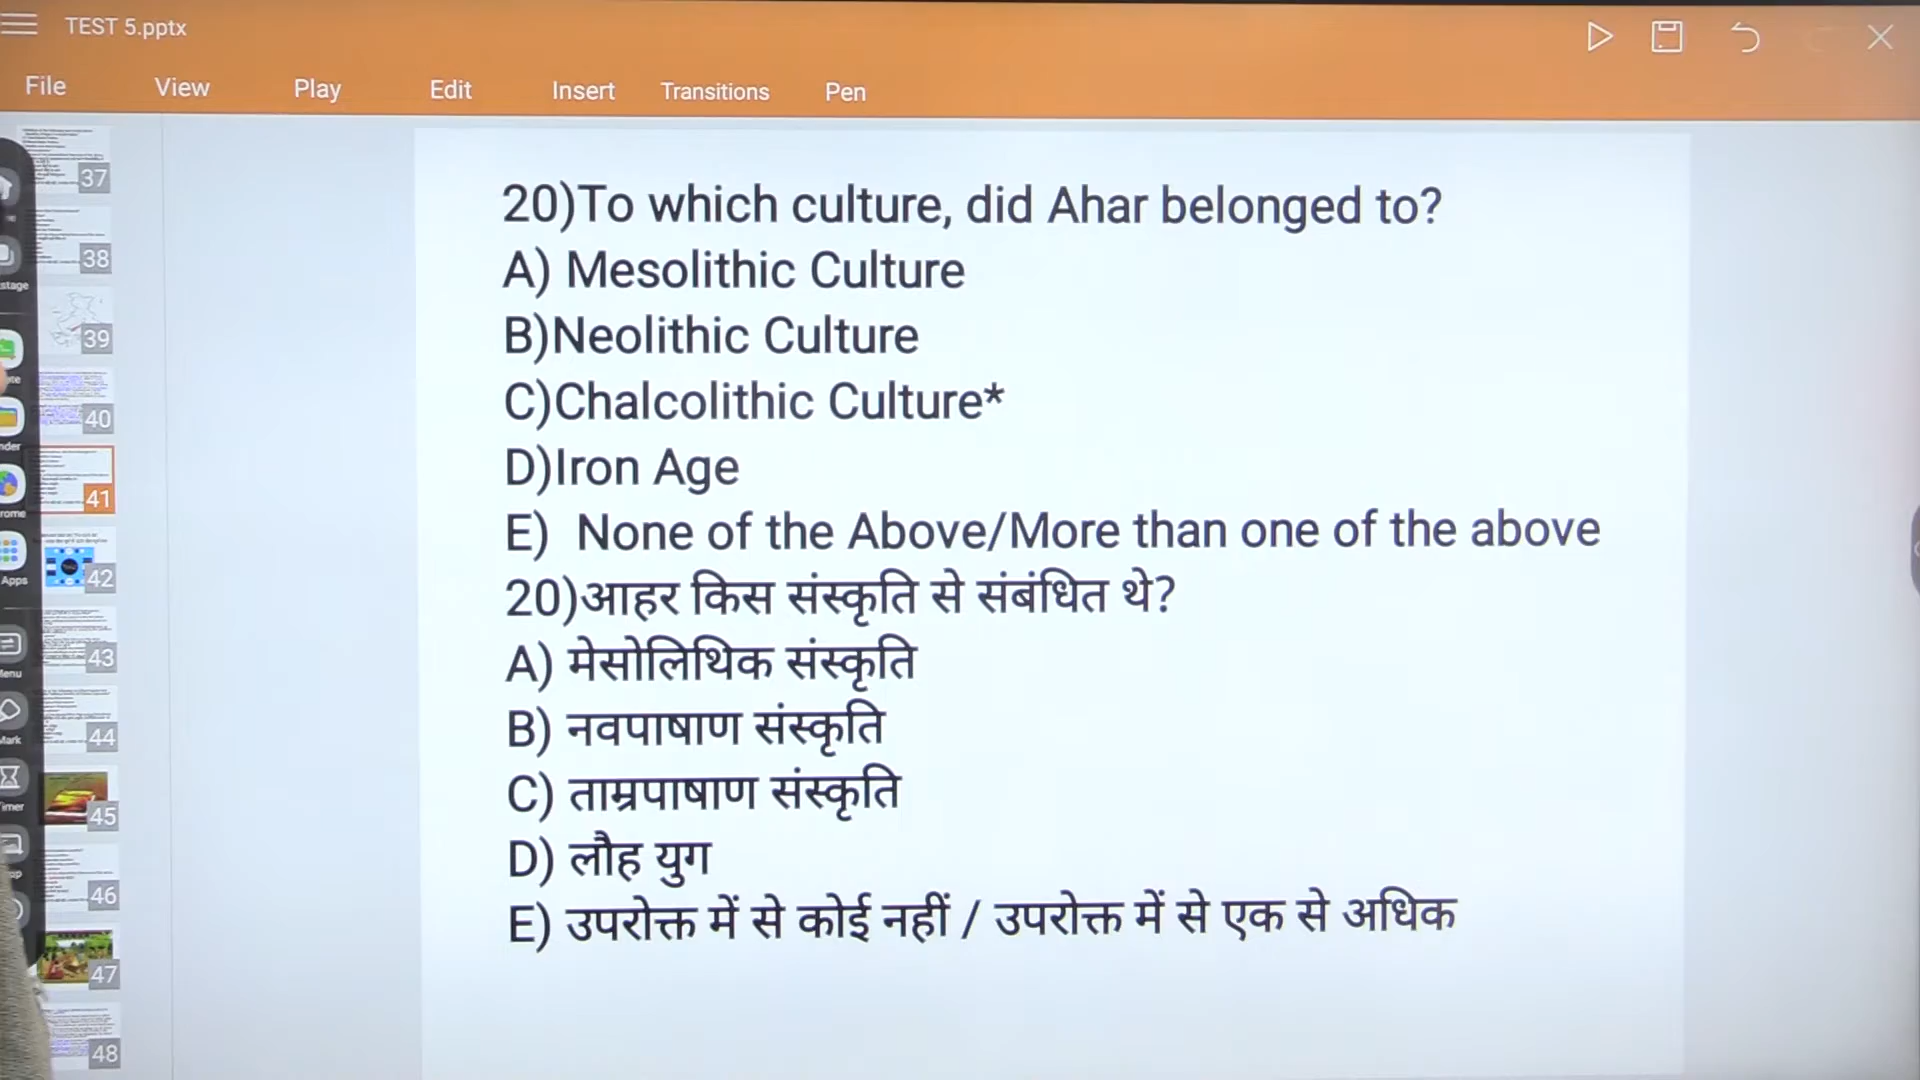 TEST 5.pptx
File View Play Edit Insert Transitions Pen
37
38
39
40
41
42
43
44
45
46
47
48
stage
Apps
20)To which culture, did Ahar belonged to?
A) Mesolithic Culture
B)Neolithic Culture
C)Chalcolithic Culture*
D)Iron Age
E) None of the Above/More than one of the above
20)आहर किस संस्कृति से संबंधित थे?
A) मेसोलिथिक संस्कृति
B) नवपाषाण संस्कृति
C) ताम्रपाषाण संस्कृति
D) लौह युग
E) उपरोक्त में से कोई नहीं / उपरोक्त में से एक से अधिक